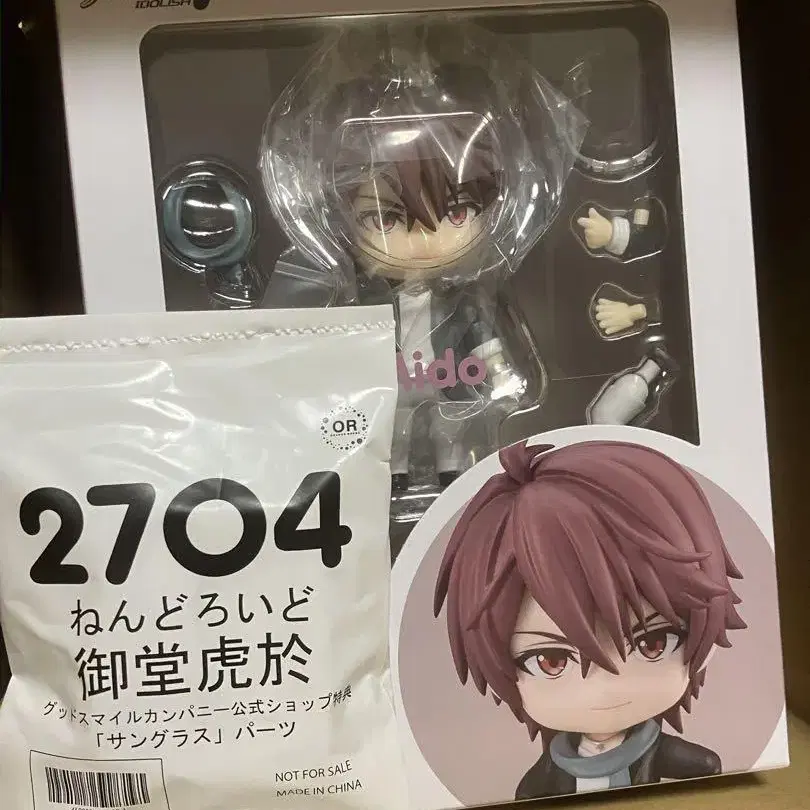 IDOLiSH
Mido
OR
2704
ねんどろいど
御堂虎於
グッドスマイルカンパニー公式ショップ特典
「サングラス」パーツ
NOT FOR SALE
MADE IN CHINA